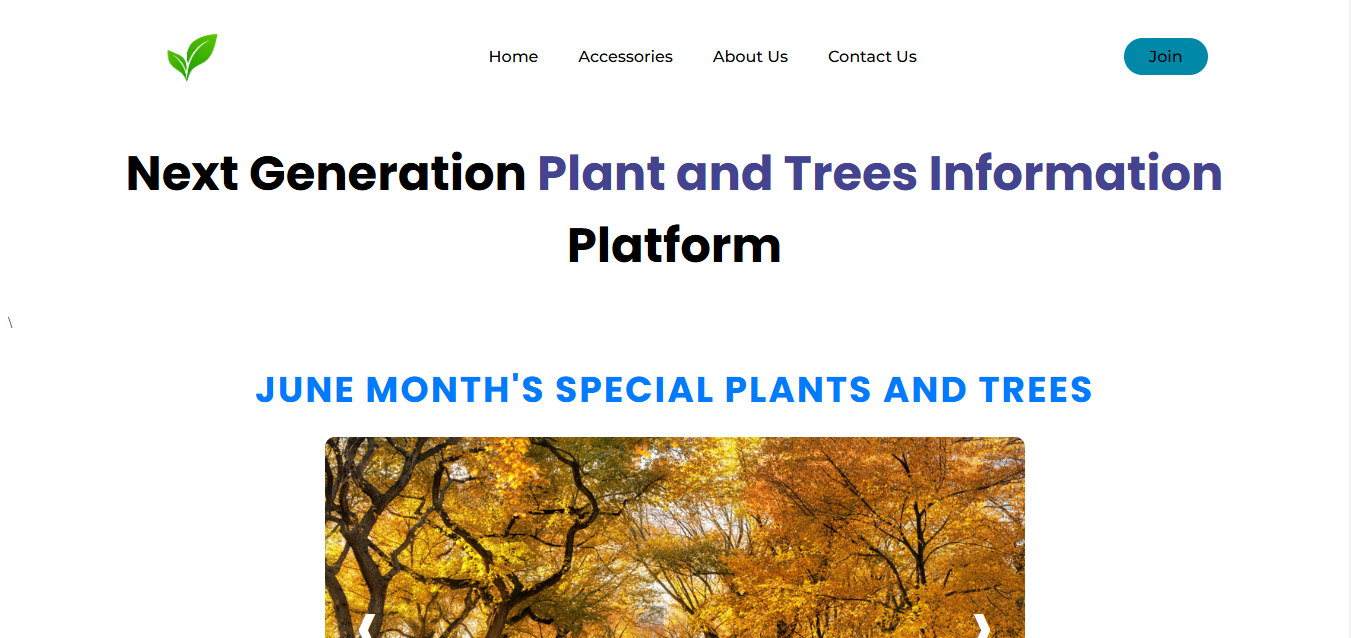 Home Accessories About Us Contact Us Join
Next Generation Plant and Trees Information
Platform
\
JUNE MONTH'S SPECIAL PLANTS AND TREES
❰ ❱